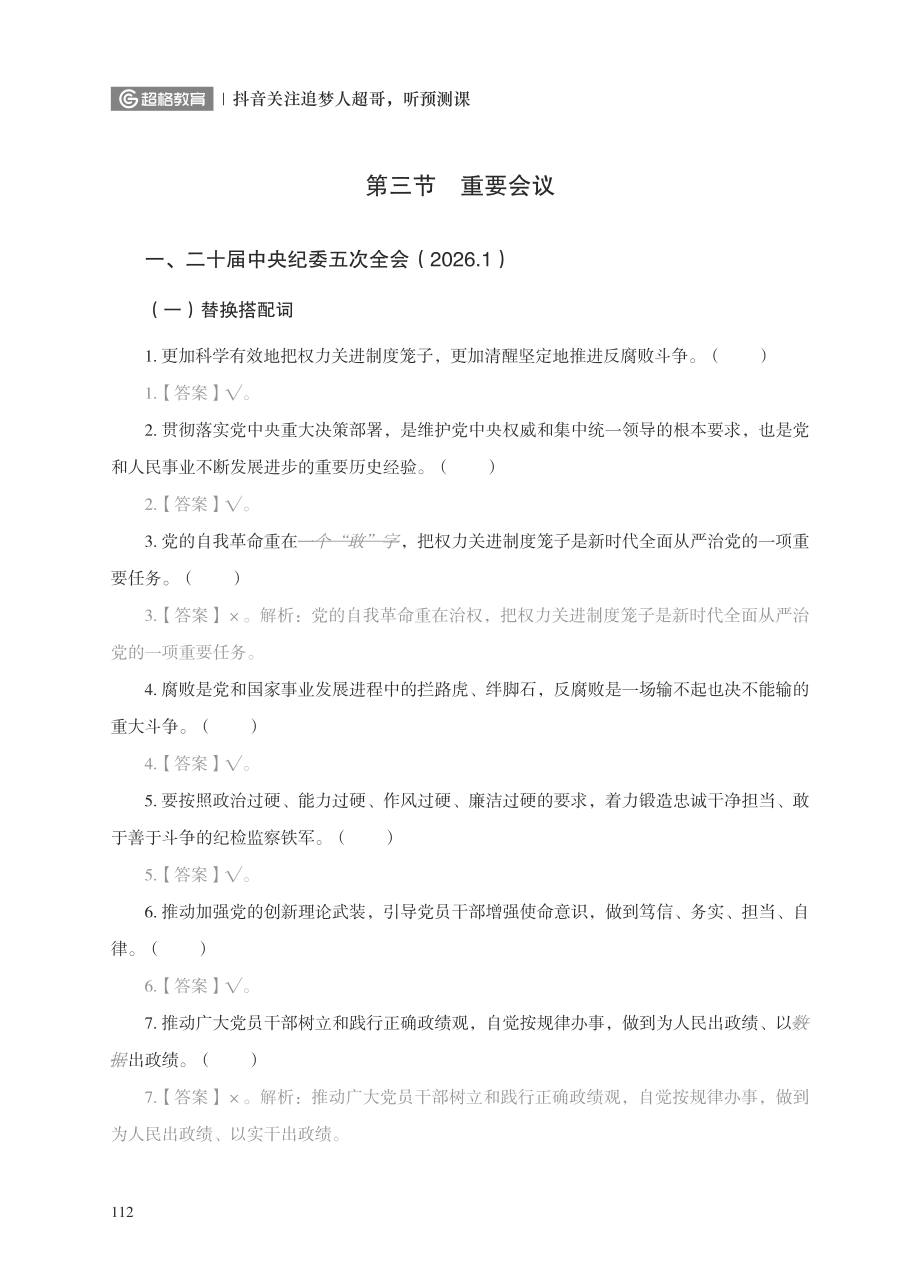 超格教育 | 抖音关注追梦人超哥，听预测课
第三节　重要会议
一、二十届中央纪委五次全会（2026.1）
（一）替换搭配词
1. 更加科学有效地把权力关进制度笼子，更加清醒坚定地推进反腐败斗争。（　　）
1.【答案】√。
2. 贯彻落实党中央重大决策部署，是维护党中央权威和集中统一领导的根本要求，也是党
和人民事业不断发展进步的重要历史经验。（　　）
2.【答案】√。
3. 党的自我革命重在一个“敢”字，把权力关进制度笼子是新时代全面从严治党的一项重
要任务。（　　）
3.【答案】×。解析：党的自我革命重在治权，把权力关进制度笼子是新时代全面从严治
党的一项重要任务。
4. 腐败是党和国家事业发展进程中的拦路虎、绊脚石，反腐败是一场输不起也决不能输的
重大斗争。（　　）
4.【答案】√。
5. 要按照政治过硬、能力过硬、作风过硬、廉洁过硬的要求，着力锻造忠诚干净担当、敢
于善于斗争的纪检监察铁军。（　　）
5.【答案】√。
6. 推动加强党的创新理论武装，引导党员干部增强使命意识，做到笃信、务实、担当、自
律。（　　）
6.【答案】√。
7. 推动广大党员干部树立和践行正确政绩观，自觉按规律办事，做到为人民出政绩、以数
据出政绩。（　　）
7.【答案】×。解析：推动广大党员干部树立和践行正确政绩观，自觉按规律办事，做到
为人民出政绩、以实干出政绩。
112